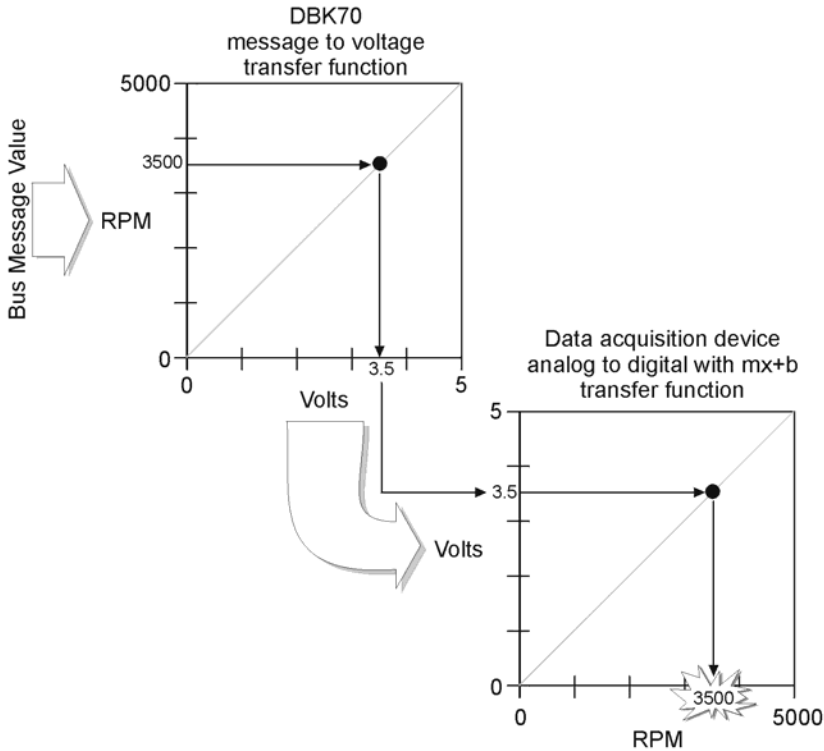 DBK70
message to voltage
transfer function
5000
3500
Bus Message Value
RPM
0
0
3.5
5
Volts
Data acquisition device
analog to digital with mx+b
transfer function
5
3.5
Volts
0
0
3500
5000
RPM